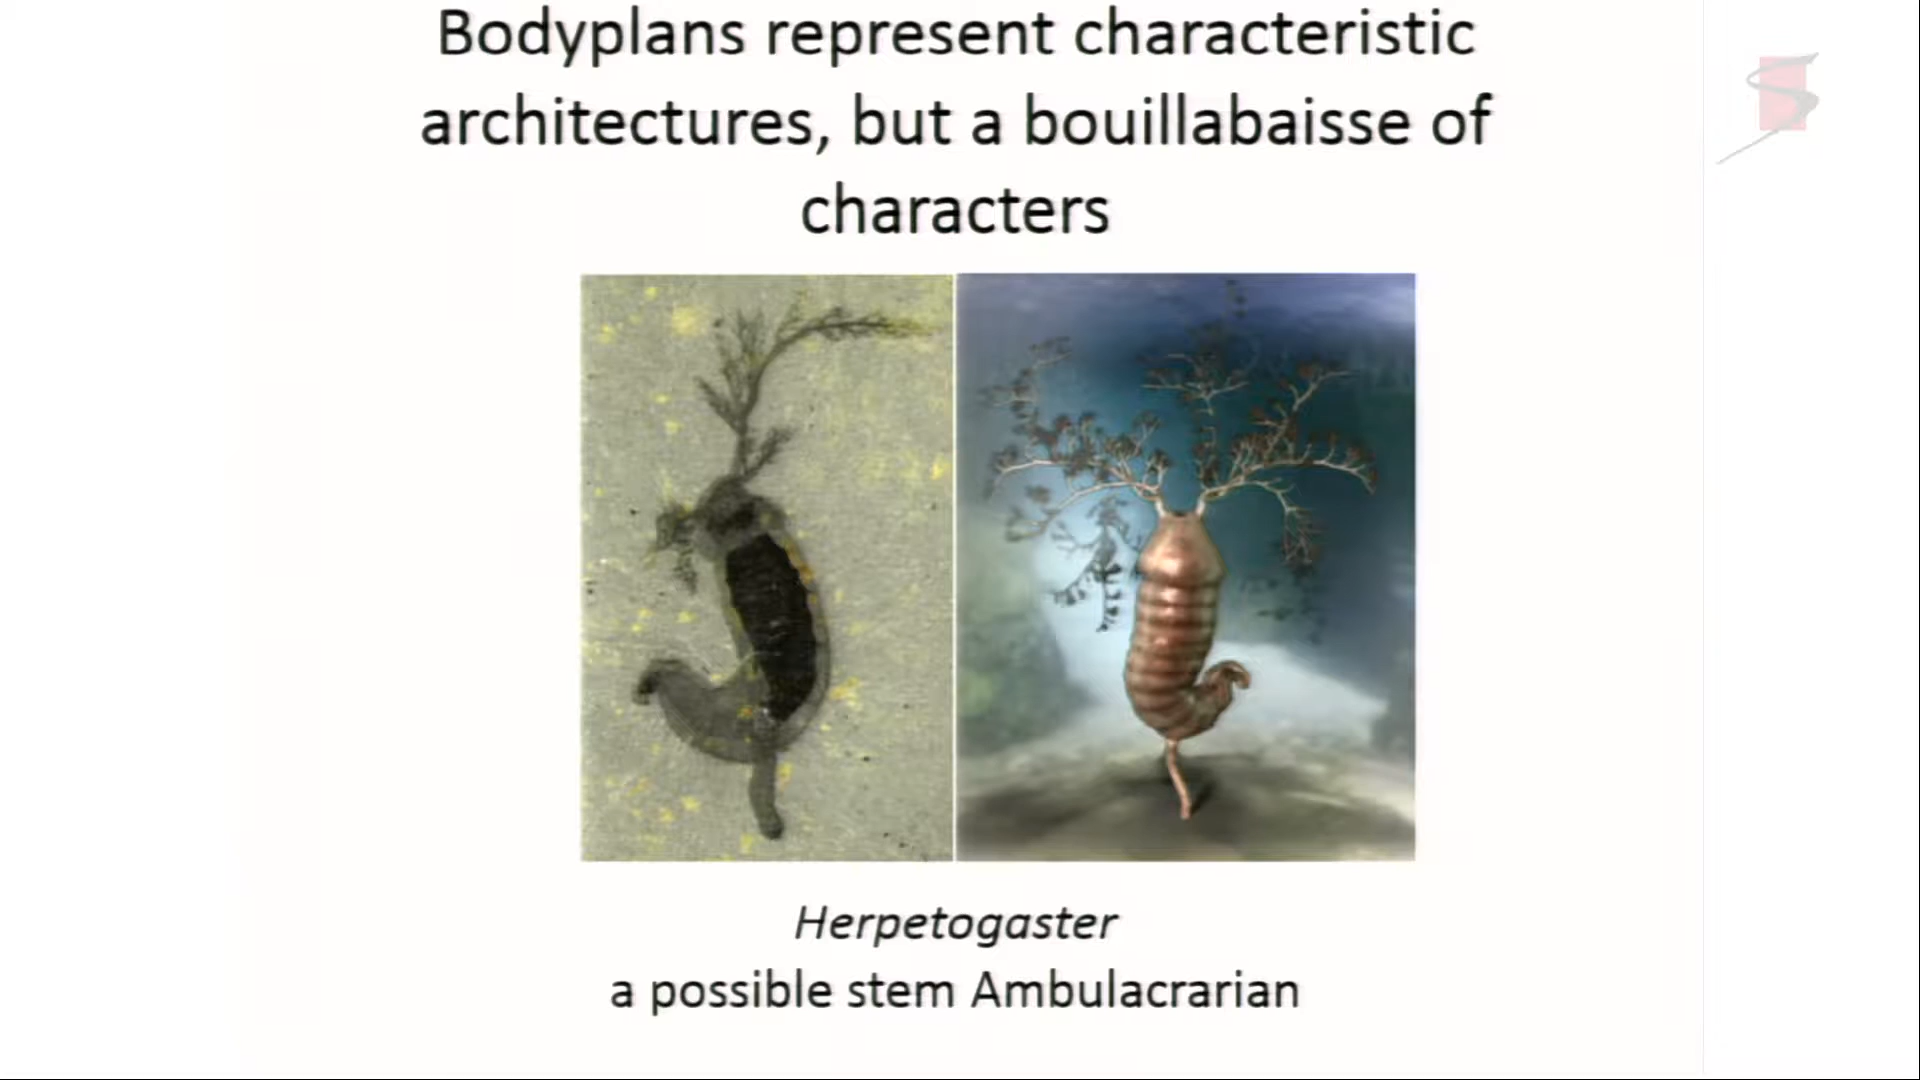 Bodyplans represent characteristic
architectures, but a bouillabaisse of
characters
Herpetogaster
a possible stem Ambulacrarian